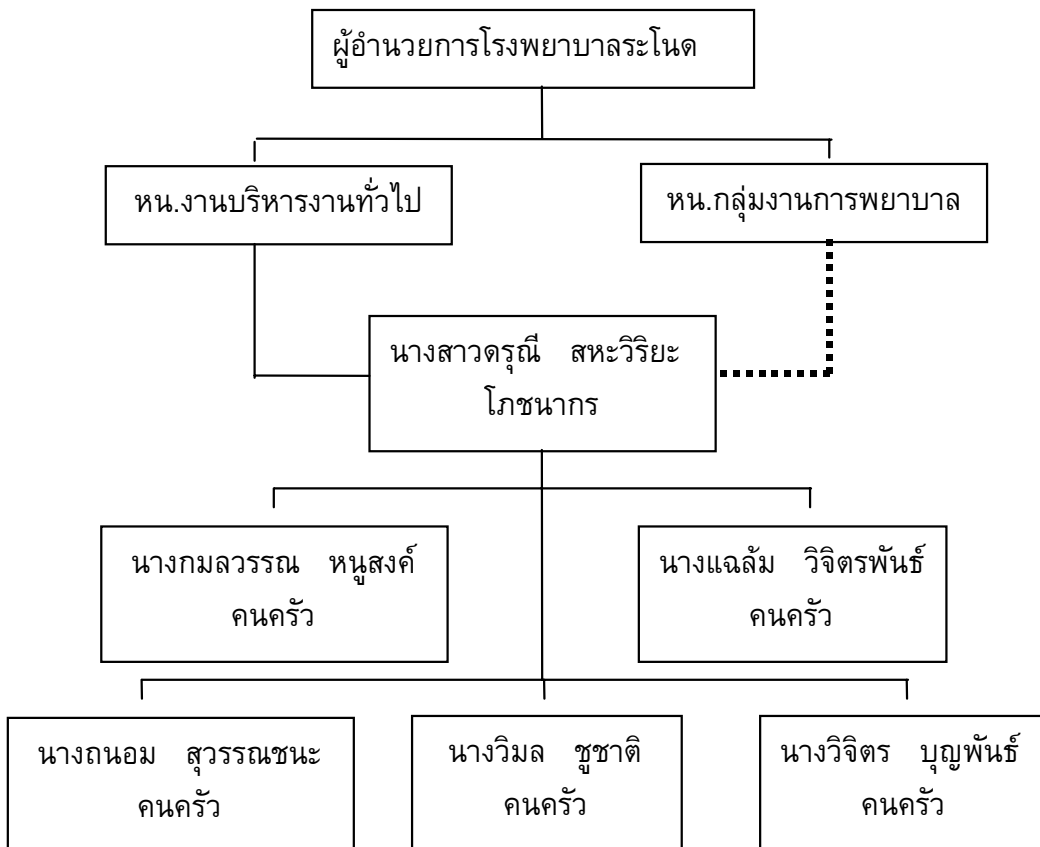 ผู้อำนวยการโรงพยาบาลระโนด
หน.งานบริหารงานทั่วไป
หน.กลุ่มงานการพยาบาล
นางสาวดรุณี สหะวิริยะ
โภชนากร
นางกมลวรรณ หนูสงค์
คนครัว
นางแฉล้ม วิจิตรพันธ์
คนครัว
นางถนอม สุวรรณชนะ
คนครัว
นางวิมล ชูชาติ
คนครัว
นางวิจิตร บุญพันธ์
คนครัว